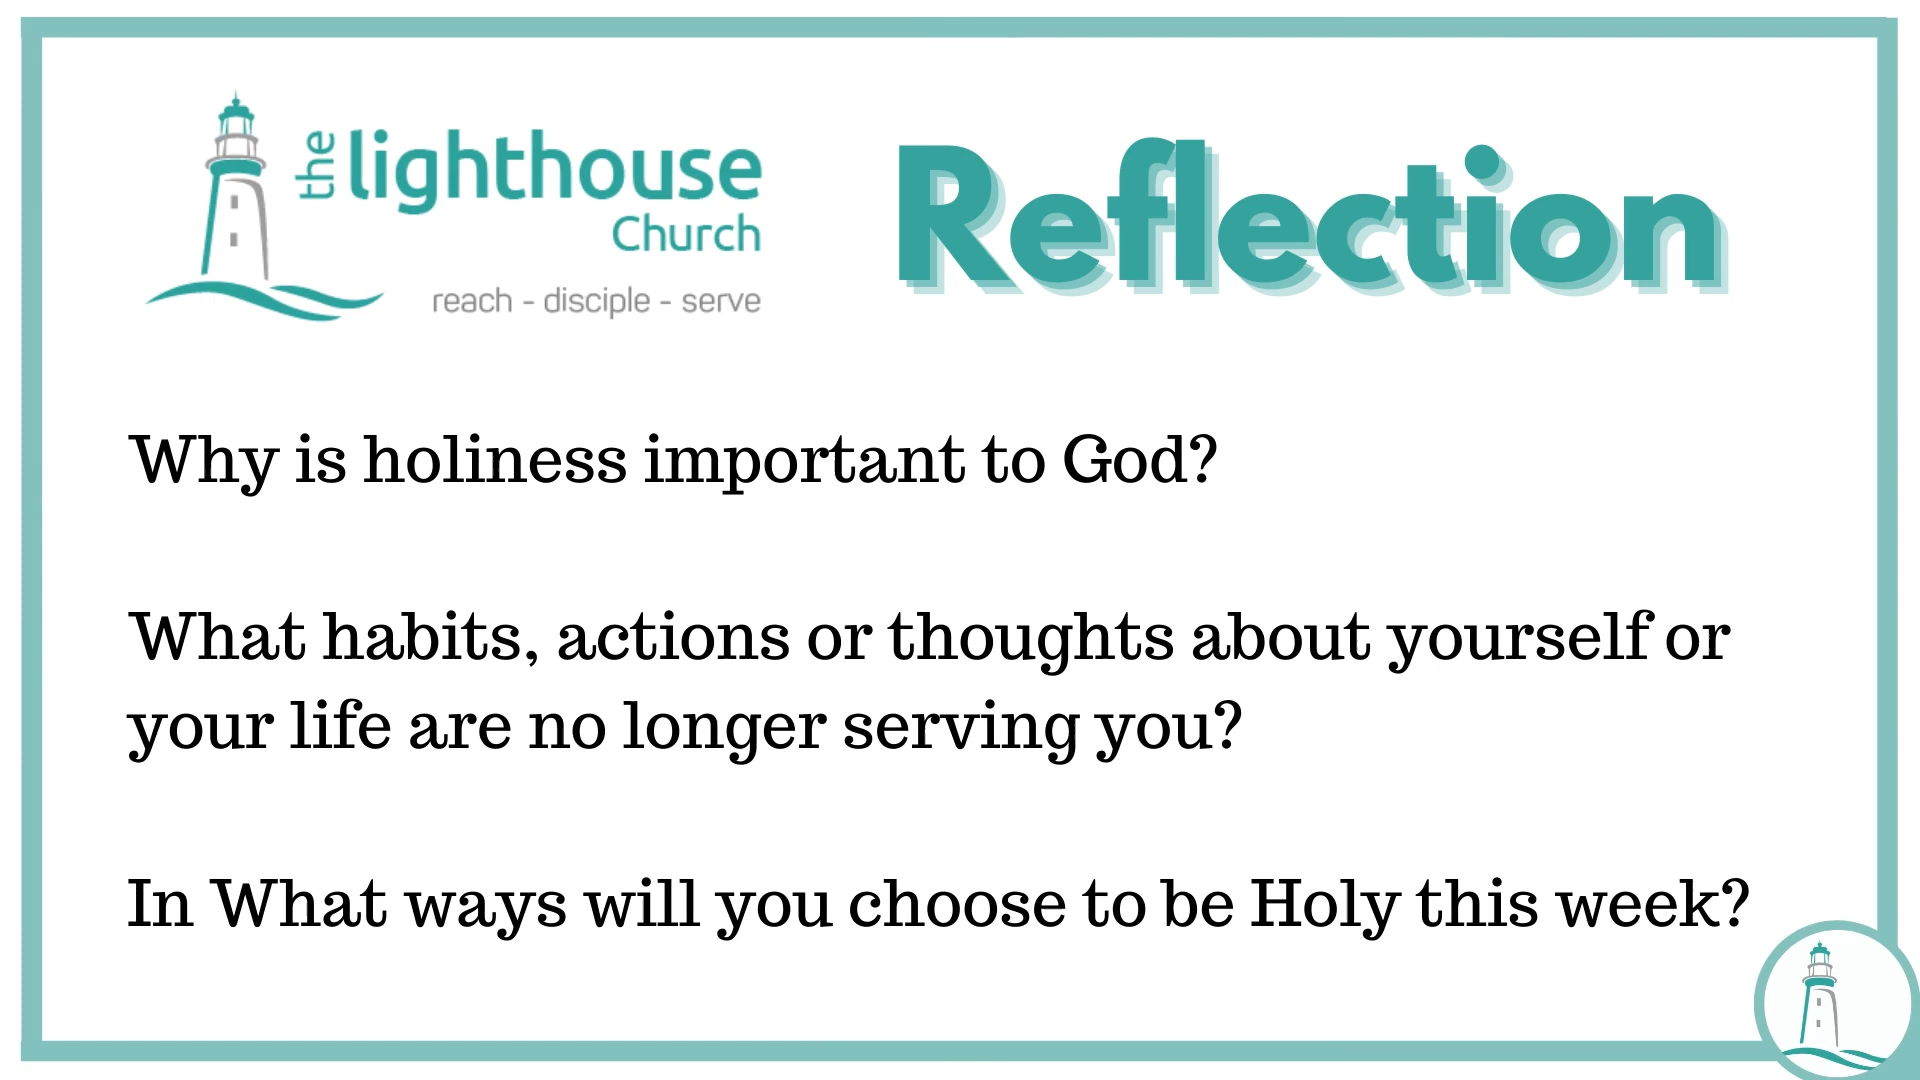 the lighthouse
Church
reach - disciple - serve
Reflection
Why is holiness important to God?
What habits, actions or thoughts about yourself or
your life are no longer serving you?
In What ways will you choose to be Holy this week?